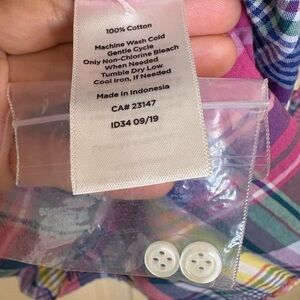 100% Cotton
Machine Wash Cold
Gentle Cycle
Only Non-Chlorine Bleach
When Needed
Tumble Dry Low
Cool Iron, If Needed
Made in Indonesia
CA# 23147
ID34 09/19